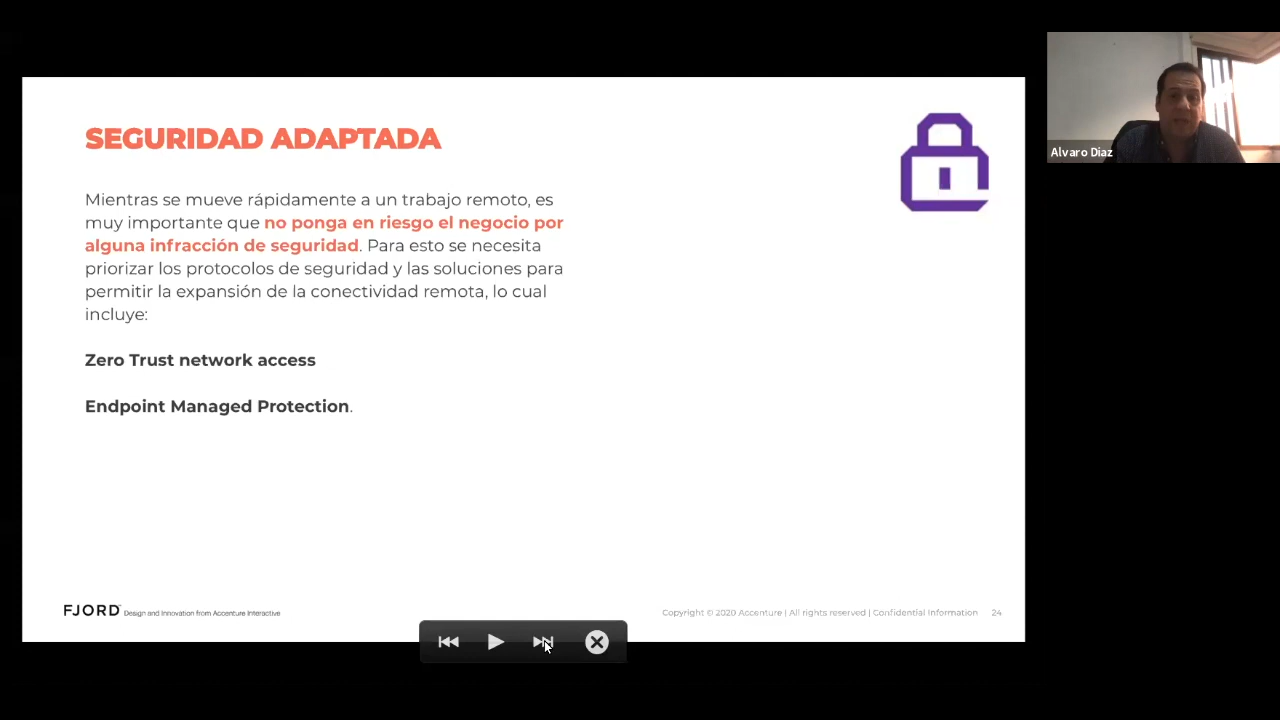 SEGURIDAD ADAPTADA
Mientras se mueve rápidamente a un trabajo remoto, es
muy importante que no ponga en riesgo el negocio por
alguna infracción de seguridad. Para esto se necesita
priorizar los protocolos de seguridad y las soluciones para
permitir la expansión de la conectividad remota, lo cual
incluye:
Zero Trust network access
Endpoint Managed Protection.
FJORD Design and Innovation from Accenture Interactive
Copyright © 2020 Accenture | All rights reserved | Confidential Information 24
Alvaro Diaz